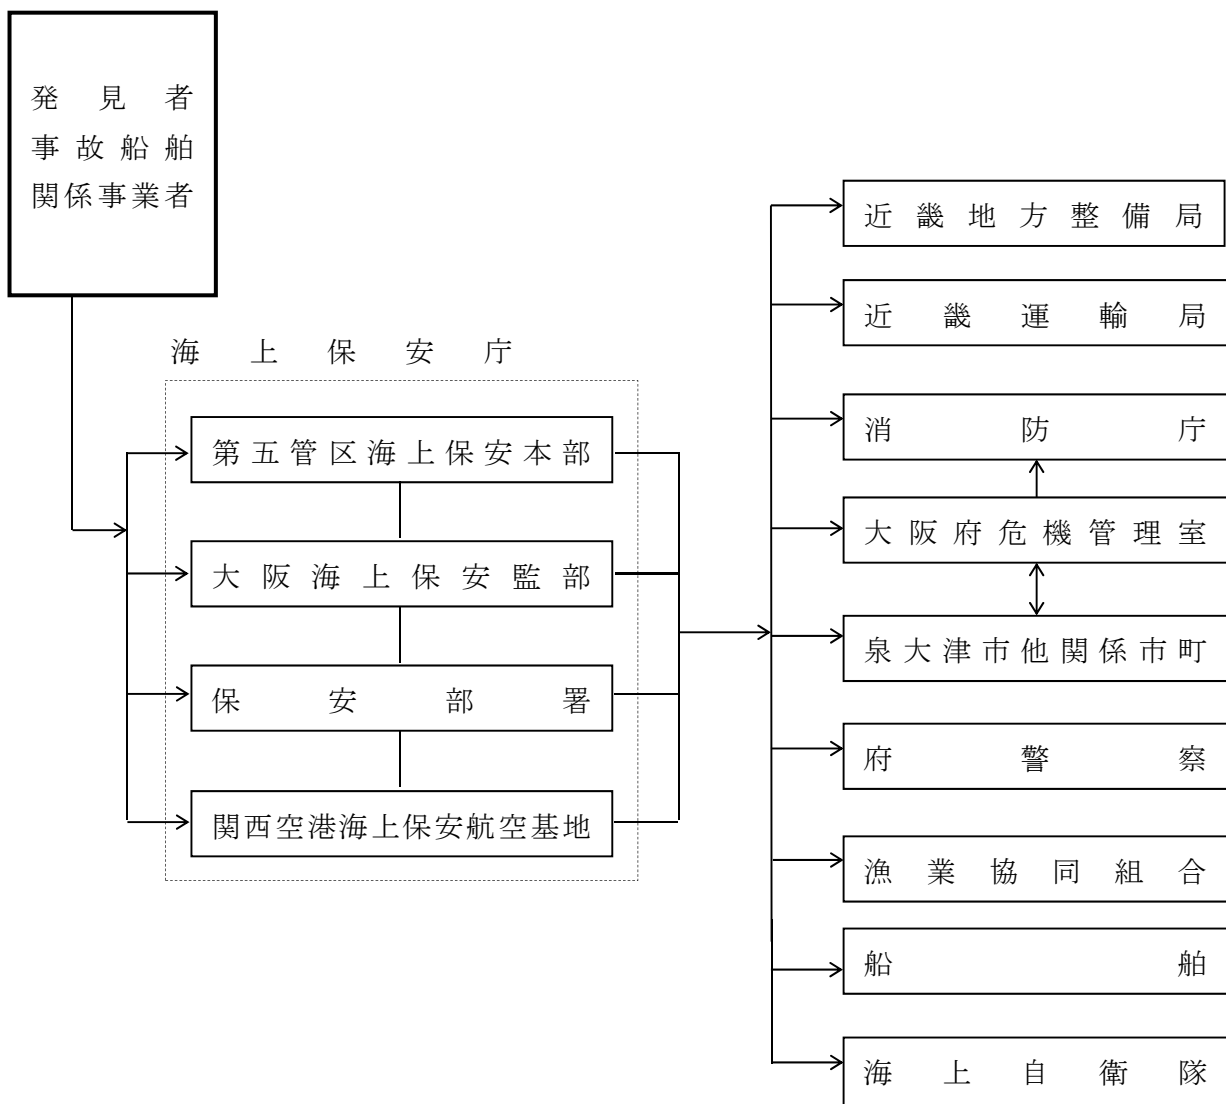 発見者
事故船舶
関係事業者
海上保安庁
第五管区海上保安本部
大阪海上保安監部
保安部署
関西空港海上保安航空基地
近畿地方整備局
近畿運輸局
消防庁
大阪府危機管理室
泉大津市他関係市町
府警察
漁業協同組合
船舶
海上自衛隊